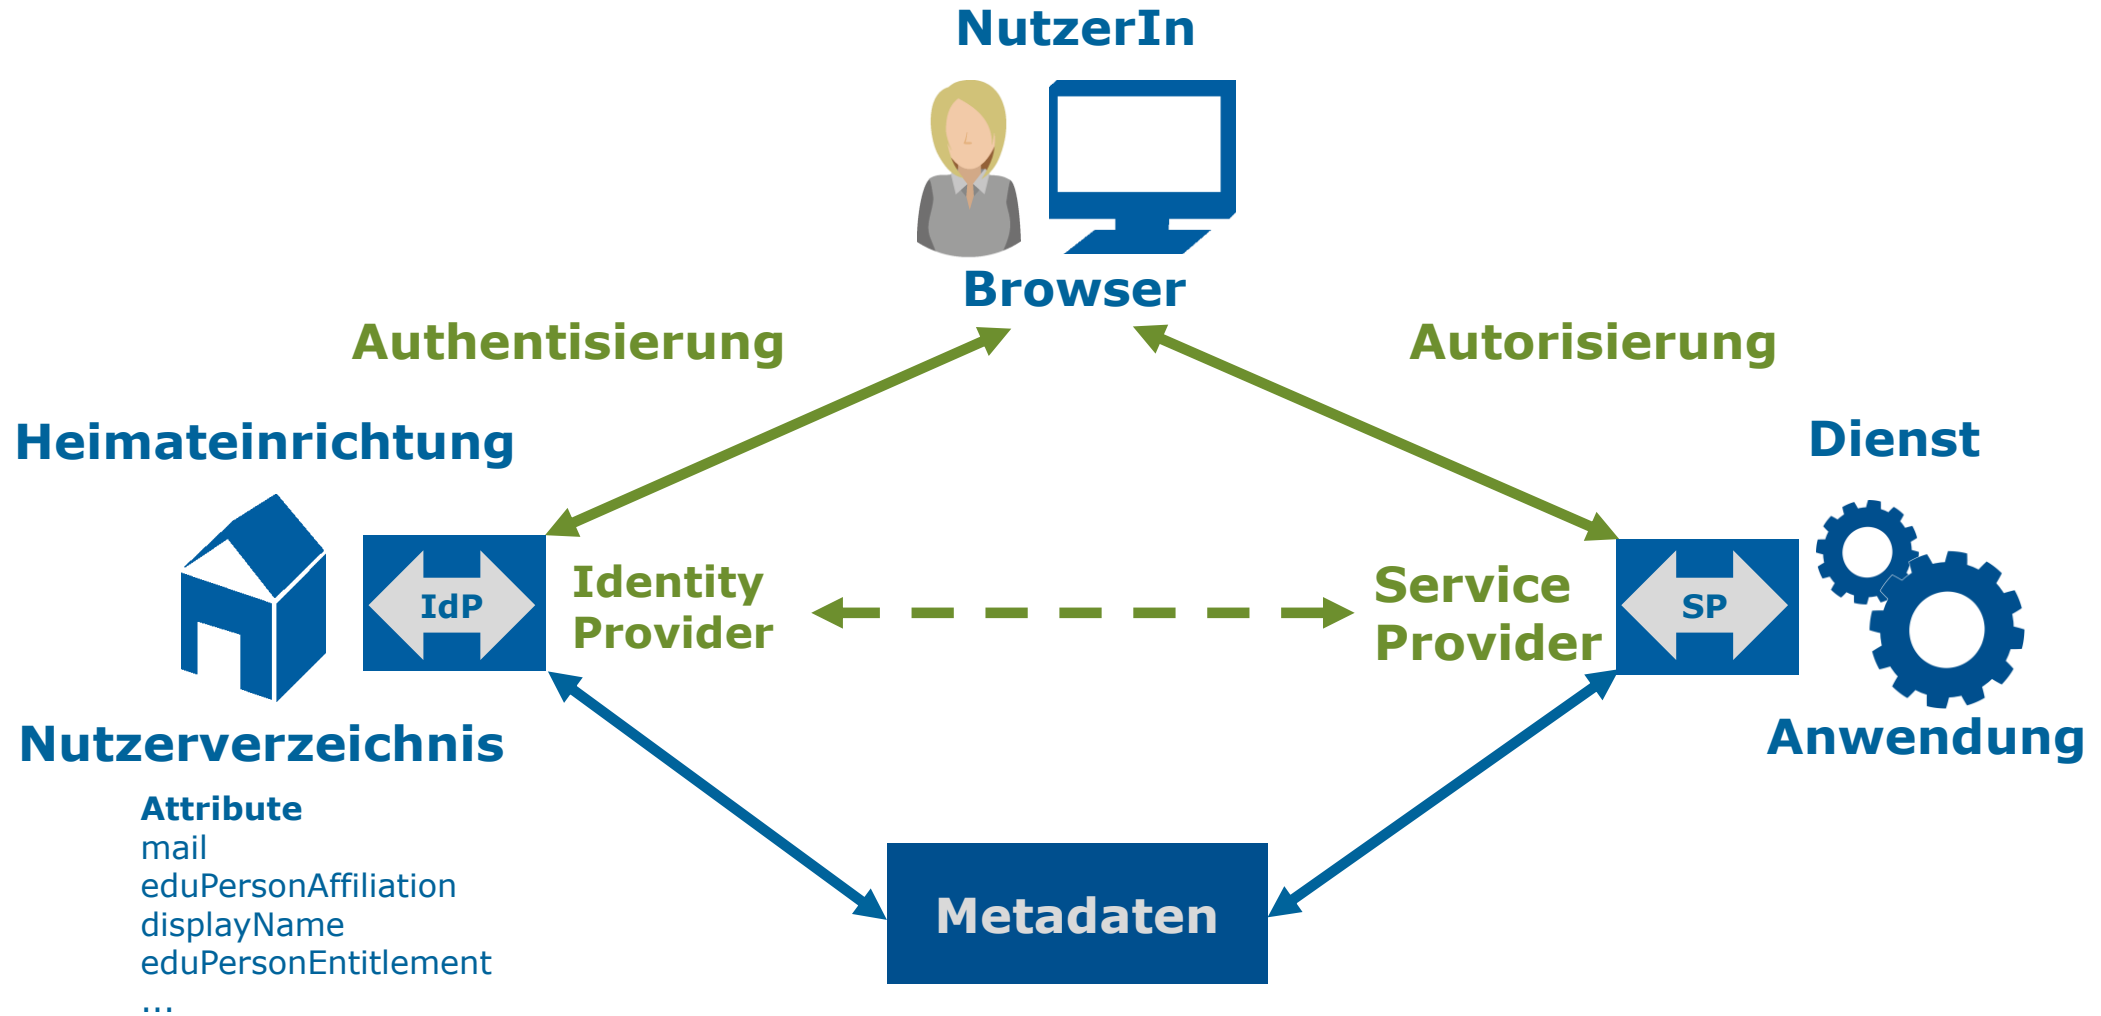 NutzerIn
Browser
Authentisierung
Autorisierung
Heimateinrichtung
Dienst
IdP
Identity
Provider
Service
Provider
SP
Nutzerverzeichnis
Anwendung
Attribute
mail
eduPersonAffiliation
displayName
eduPersonEntitlement
...
Metadaten